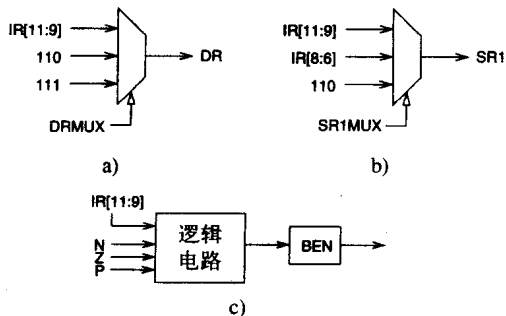 IR[11:9]
110
111
DR
DRMUX
a)
IR[11:9]
IR[8:6]
110
SR1
SR1MUX
b)
IR[11:9]
N
Z
P
逻辑
电路
BEN
c)